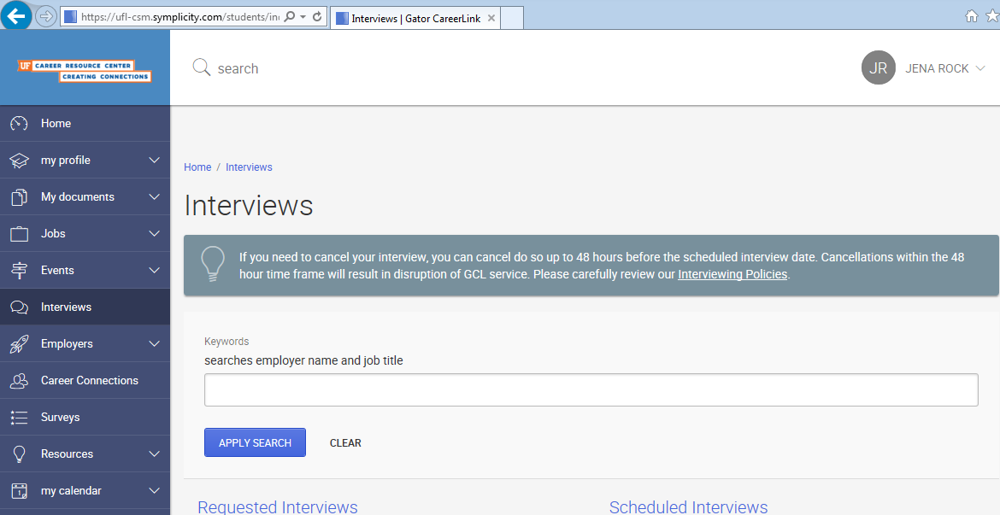 https://ufl-csm.symplicity.com/students/in
Interviews | Gator CareerLink
UF CAREER RESOURCE CENTER
CREATING CONNECTIONS
search
JR
JENA ROCK
Home
my profile
My documents
Jobs
Events
Interviews
Employers
Career Connections
Surveys
Resources
my calendar
Home / Interviews
Interviews
If you need to cancel your interview, you can cancel do so up to 48 hours before the scheduled interview date. Cancellations within the 48
hour time frame will result in disruption of GCL service. Please carefully review our Interviewing Policies.
Keywords
searches employer name and job title
APPLY SEARCH
CLEAR
Requested Interviews
Scheduled Interviews